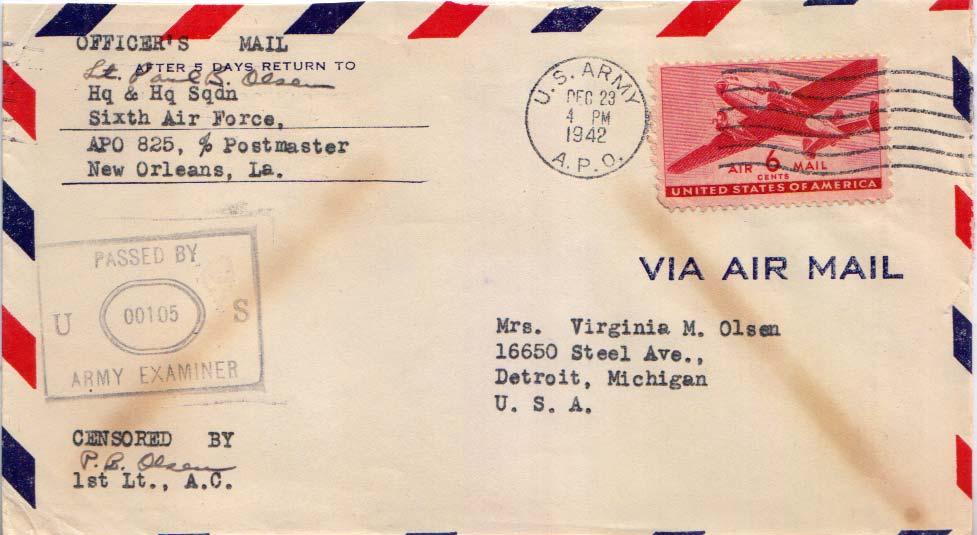 OFFICER'S MAIL
AFTER 5 DAYS RETURN TO
Lt. Paul B. Olsen
Hq & Hq Sqdn
Sixth Air Force,
APO 825, c/o Postmaster
New Orleans, La.
U.S. ARMY
DEC 23
4 PM
1942
A.P.O.
AIR 6 MAIL
CENTS
UNITED STATES OF AMERICA
PASSED BY
U 00105 S
ARMY EXAMINER
VIA AIR MAIL
Mrs. Virginia M. Olsen
16650 Steel Ave.,
Detroit, Michigan
U. S. A.
CENSORED BY
P. B. Olsen
1st Lt., A.C.